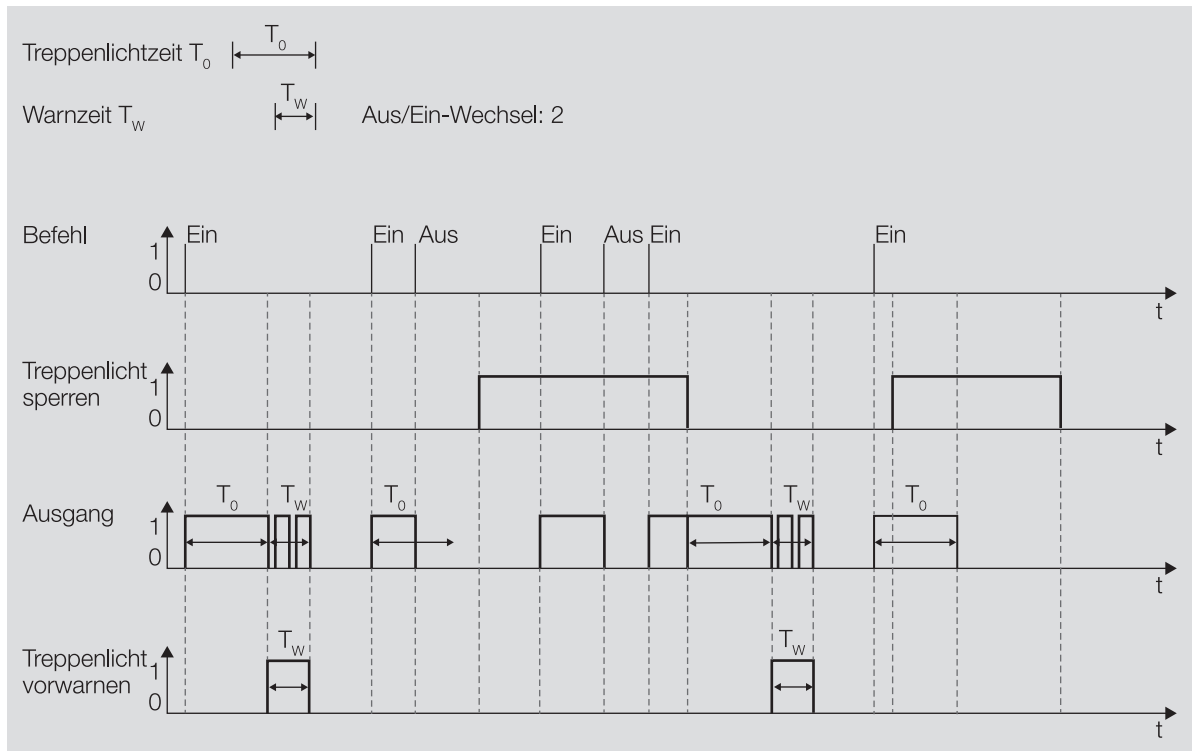 Treppenlichtzeit T0 T0
Warnzeit TW TW Aus/Ein-Wechsel: 2
Befehl 1 0 Ein Ein Aus Ein Aus Ein Ein t
Treppenlicht sperren 1 0 t
Ausgang 1 0 T0 TW T0 T0 TW T0 t
Treppenlicht vorwarnen 1 0 TW TW t